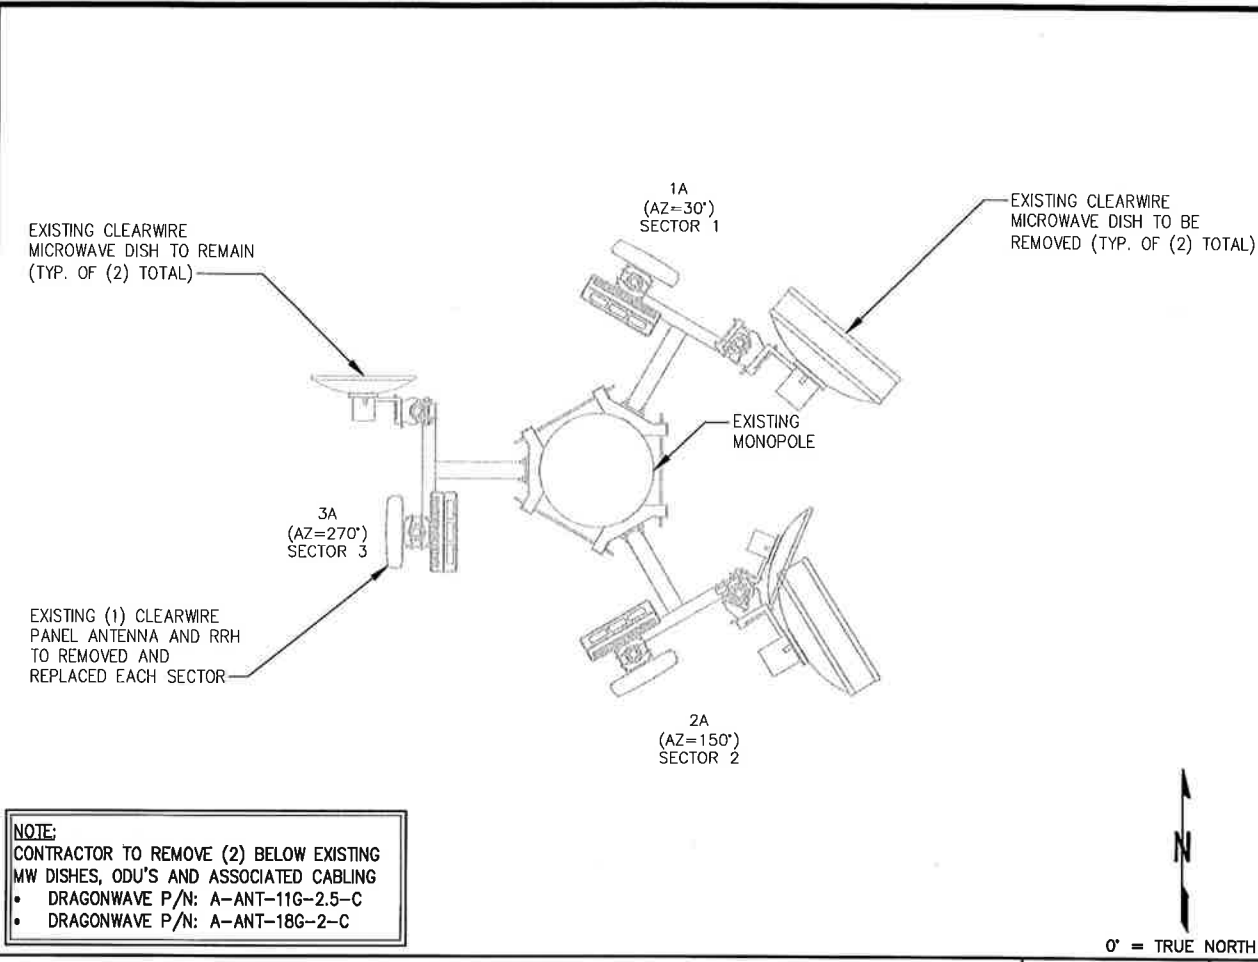 1A
(AZ=30°)
SECTOR 1
EXISTING CLEARWIRE
MICROWAVE DISH TO REMAIN
(TYP. OF (2) TOTAL)
EXISTING CLEARWIRE
MICROWAVE DISH TO BE
REMOVED (TYP. OF (2) TOTAL)
EXISTING
MONOPOLE
3A
(AZ=270°)
SECTOR 3
EXISTING (1) CLEARWIRE
PANEL ANTENNA AND RRH
TO REMOVED AND
REPLACED EACH SECTOR
2A
(AZ=150°)
SECTOR 2
NOTE:
CONTRACTOR TO REMOVE (2) BELOW EXISTING
MW DISHES, ODU'S AND ASSOCIATED CABLING
• DRAGONWAVE P/N: A-ANT-11G-2.5-C
• DRAGONWAVE P/N: A-ANT-18G-2-C
N
0° = TRUE NORTH